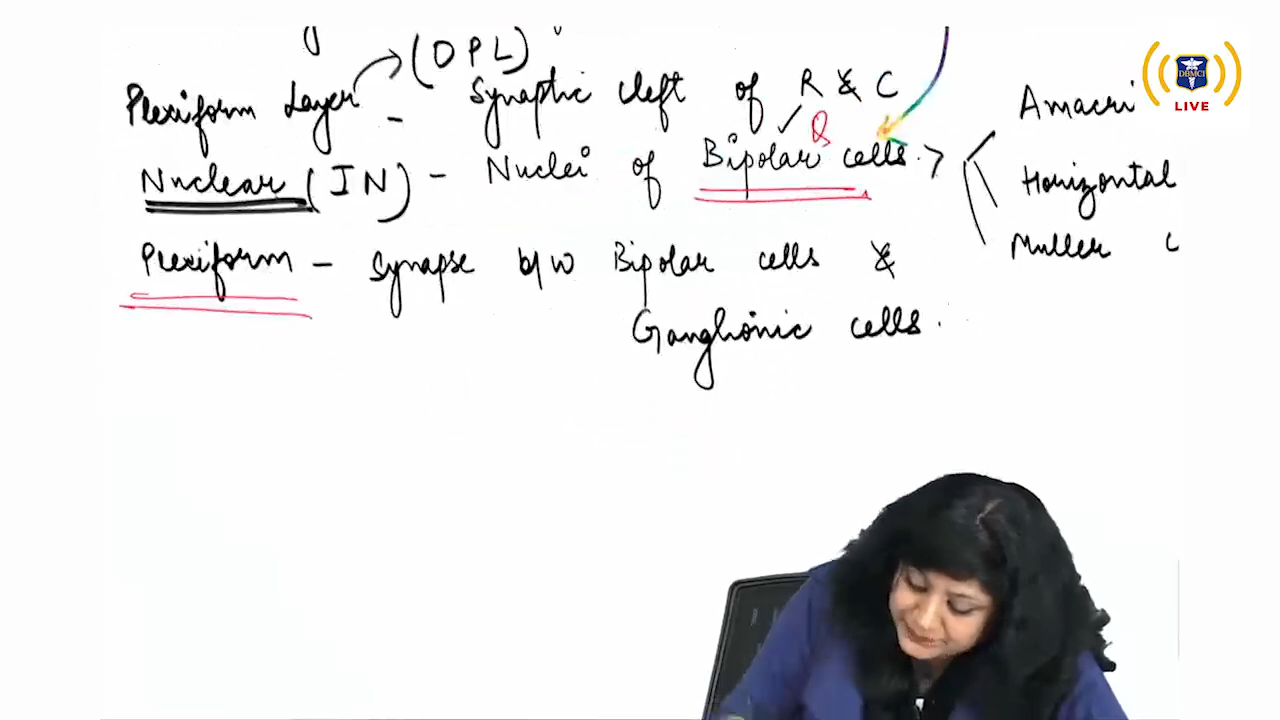 (OPL)
Plexiform Layer - Synaptic cleft of R & C
Nuclear (IN) - Nuclei of Bipolar cells.
Amacri
Horizontal
Muller C
Plexiform - Synapse b/w Bipolar cells &
Ganglionic cells.
DBMCI
LIVE